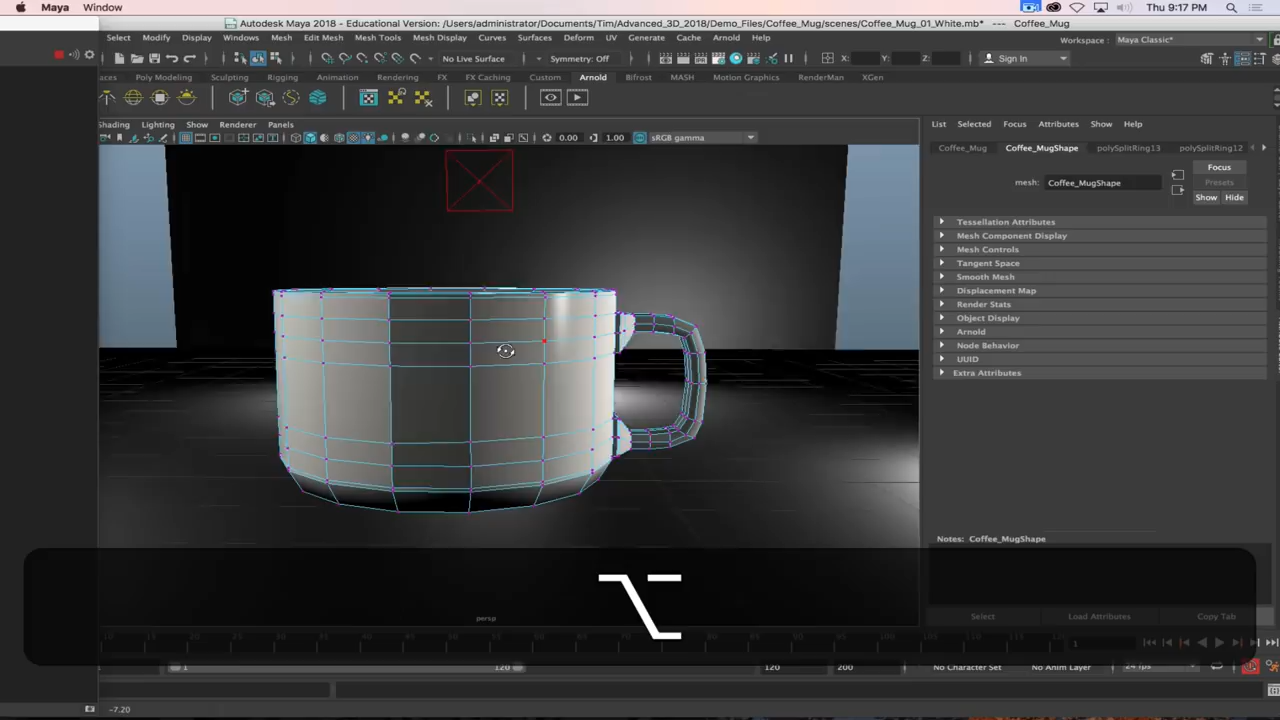 Maya Window Thu 9:17 PM
Autodesk Maya 2018 - Educational Version: /Users/administrator/Documents/Tim/Advanced_3D_2018/Demo_Files/Coffee_Mug/scenes/Coffee_Mug_01_White.mb* --- Coffee_Mug
Select Modify Display Windows Mesh Edit Mesh Mesh Tools Mesh Display Curves Surfaces Deform UV Generate Cache Arnold Help Workspace : Maya Classic*
No Live Surface Symmetry: Off X: Y: Z: Sign In
aces Poly Modeling Sculpting Rigging Animation Rendering FX FX Caching Custom Arnold Bifrost MASH Motion Graphics RenderMan XGen
Shading Lighting Show Renderer Panels
0.00 1.00 sRGB gamma
List Selected Focus Attributes Show Help
Coffee_Mug Coffee_MugShape polySplitRing13 polySplitRing12
Focus
mesh: Coffee_MugShape Presets
Show Hide
Tessellation Attributes
Mesh Component Display
Mesh Controls
Tangent Space
Smooth Mesh
Displacement Map
Render Stats
Object Display
Arnold
Node Behavior
UUID
Extra Attributes
Notes: Coffee_MugShape
persp
Select Load Attributes Copy Tab
1
1 120 120 200 No Character Set No Anim Layer 24 fps
-7.20